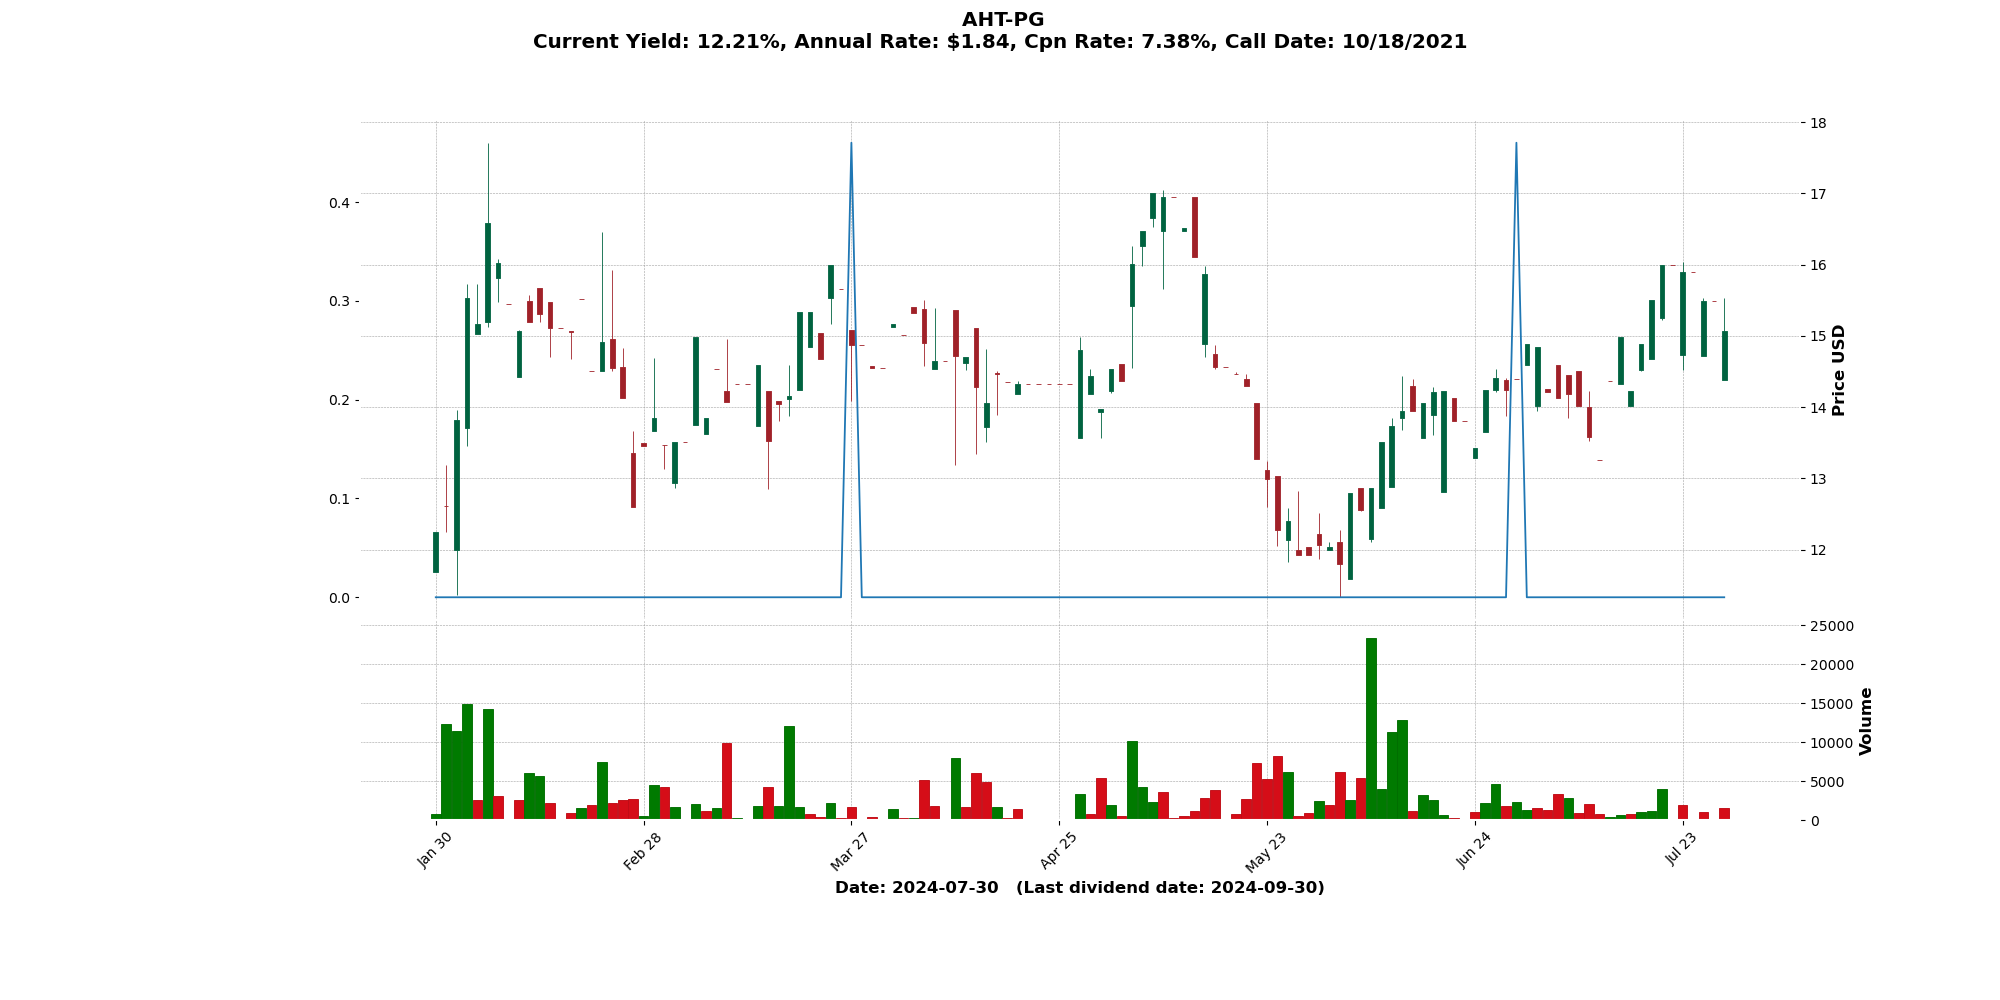 AHT-PG
Current Yield: 12.21%, Annual Rate: $1.84, Cpn Rate: 7.38%, Call Date: 10/18/2021
18
17
16
15
14
13
12
Price USD
0.4
0.3
0.2
0.1
0.0
25000
20000
15000
10000
5000
0
Volume
Jan 30
Feb 28
Mar 27
Apr 25
May 23
Jun 24
Jul 23
Date: 2024-07-30   (Last dividend date: 2024-09-30)